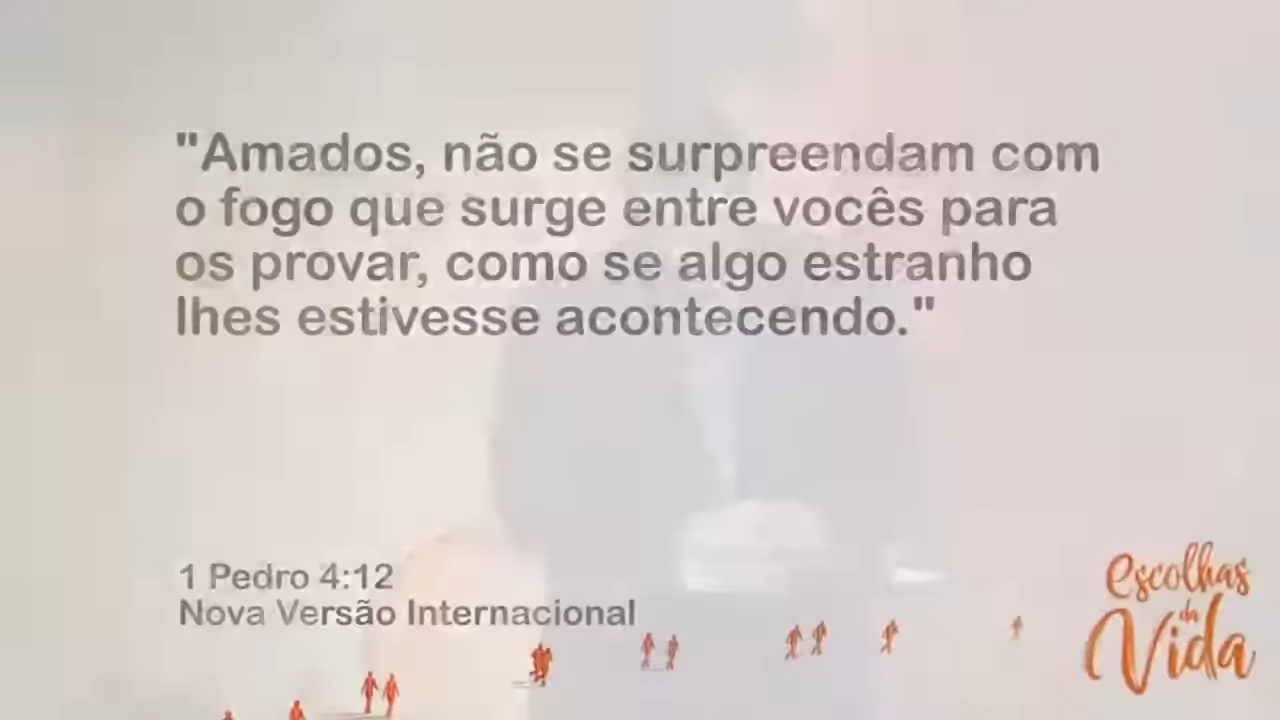 "Amados, não se surpreendam com
o fogo que surge entre vocês para
os provar, como se algo estranho
lhes estivesse acontecendo."
1 Pedro 4:12
Nova Versão Internacional
Escolhas
da
Vida